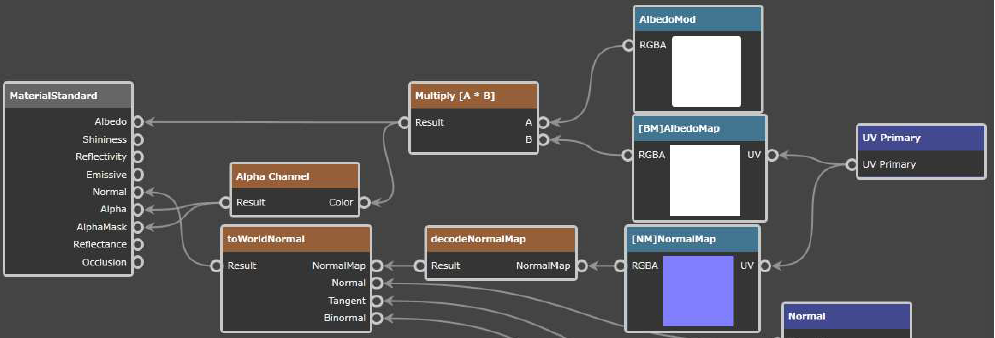 MaterialStandard
Albedo
Shininess
Reflectivity
Emissive
Normal
Alpha
AlphaMask
Reflectance
Occlusion
Alpha Channel
Result Color
toWorldNormal
Result NormalMap
Normal
Tangent
Binormal
Multiply [A * B]
Result A
B
decodeNormalMap
Result NormalMap
AlbedoMod
RGBA
[BM]AlbedoMap
RGBA UV
[NM]NormalMap
RGBA UV
UV Primary
UV Primary
Normal